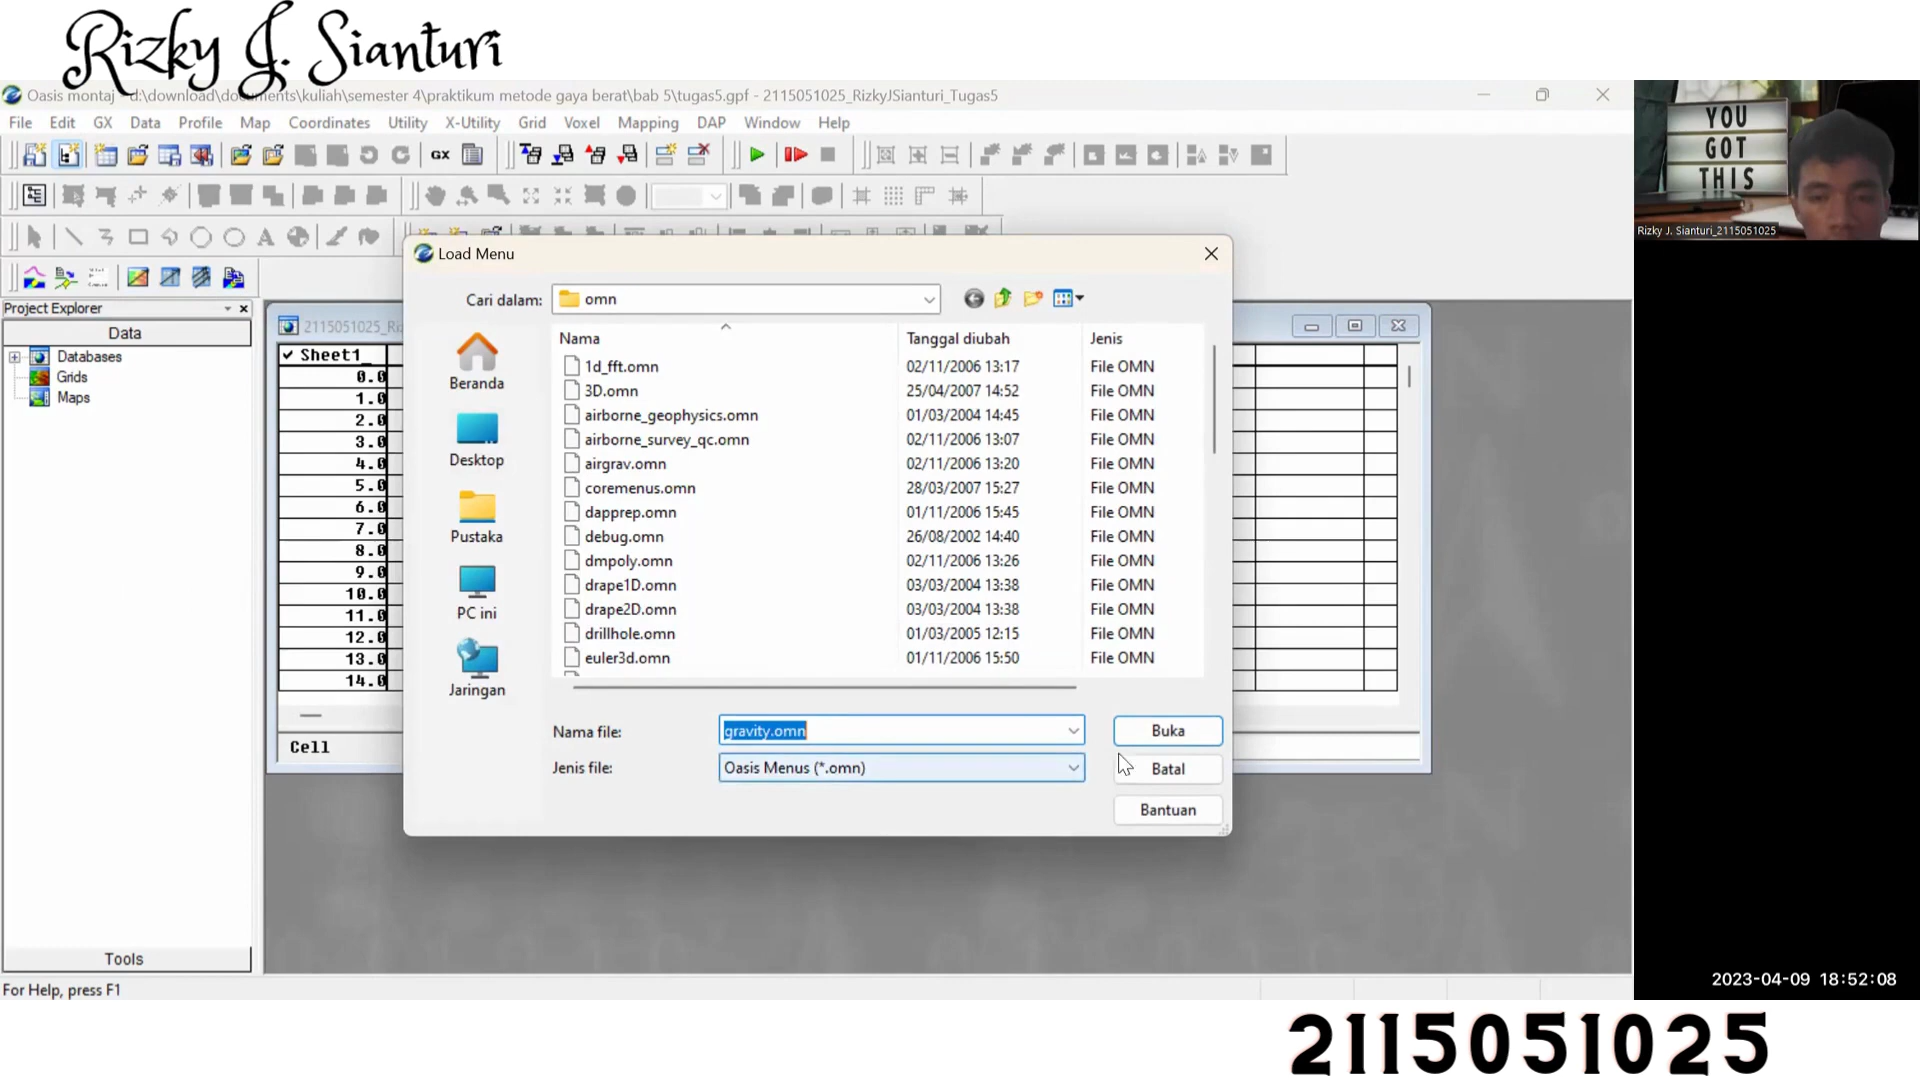 Rizky J. Sianturi
Oasis montaj - d:\download\documents\kuliah\semester 4\praktikum metode gaya berat\bab 5\tugas5.gpf - 2115051025_RizkyJSianturi_Tugas5
File Edit GX Data Profile Map Coordinates Utility X-Utility Grid Voxel Mapping DAP Window Help
GX
YOU
GOT
THIS
Rizky J. Sianturi_2115051025
Project Explorer
Data
Databases
Grids
Maps
Tools
2115051025_Ri
Sheet1_
0.0
1.0
2.0
3.0
4.0
5.0
6.0
7.0
8.0
9.0
10.0
11.0
12.0
13.0
14.0
Cell
Load Menu
Cari dalam: omn
Beranda
Desktop
Pustaka
PC ini
Jaringan
Nama Tanggal diubah Jenis
1d_fft.omn 02/11/2006 13:17 File OMN
3D.omn 25/04/2007 14:52 File OMN
airborne_geophysics.omn 01/03/2004 14:45 File OMN
airborne_survey_qc.omn 02/11/2006 13:07 File OMN
airgrav.omn 02/11/2006 13:20 File OMN
coremenus.omn 28/03/2007 15:27 File OMN
dapprep.omn 01/11/2006 15:45 File OMN
debug.omn 26/08/2002 14:40 File OMN
dmpoly.omn 02/11/2006 13:26 File OMN
drape1D.omn 03/03/2004 13:38 File OMN
drape2D.omn 03/03/2004 13:38 File OMN
drillhole.omn 01/03/2005 12:15 File OMN
euler3d.omn 01/11/2006 15:50 File OMN
Nama file: gravity.omn Buka
Jenis file: Oasis Menus (*.omn) Batal
Bantuan
For Help, press F1
2023-04-09 18:52:08
2115051025